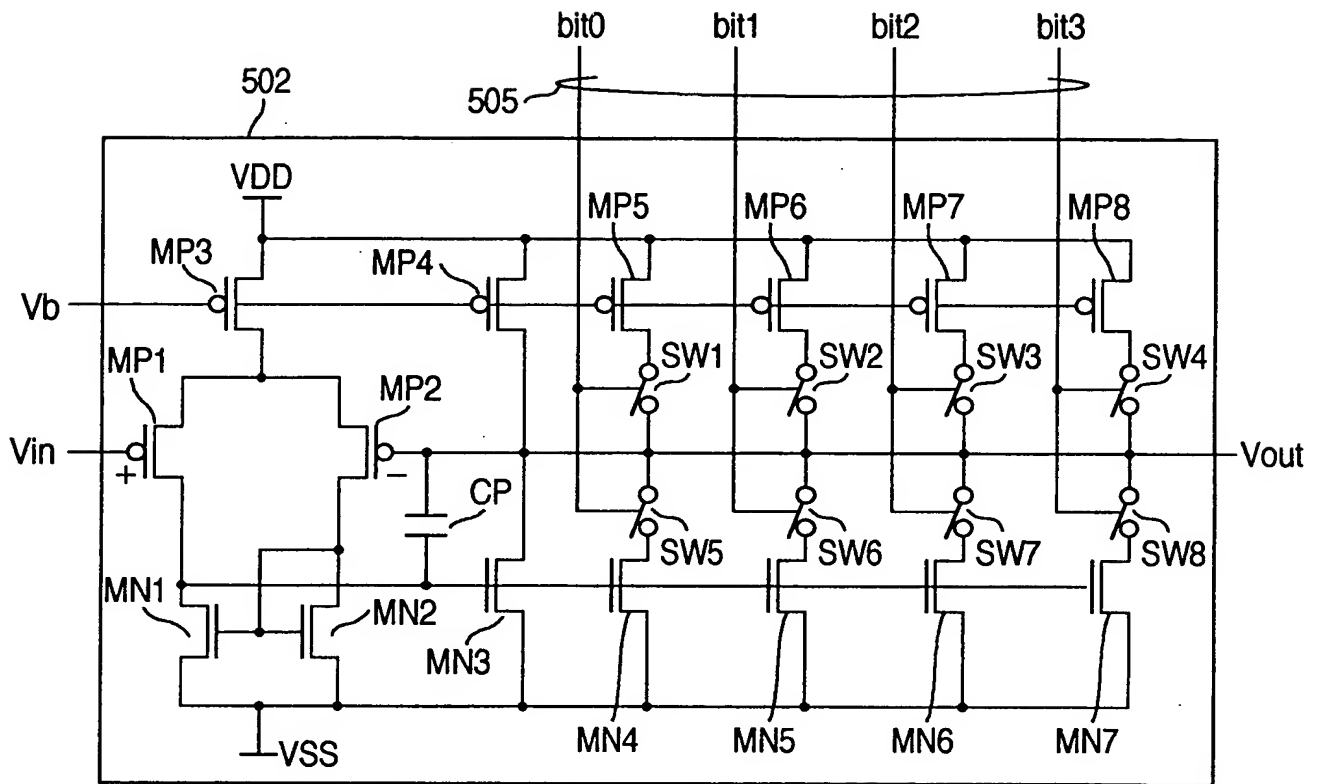 bit0 bit1 bit2 bit3
502
505
VDD
MP5 MP6 MP7 MP8
MP3 MP4
Vb
MP1 SW1 SW2 SW3 SW4
MP2
Vin Vout
+ −
CP
SW5 SW6 SW7 SW8
MN1 MN2
MN3
MN4 MN5 MN6 MN7
VSS